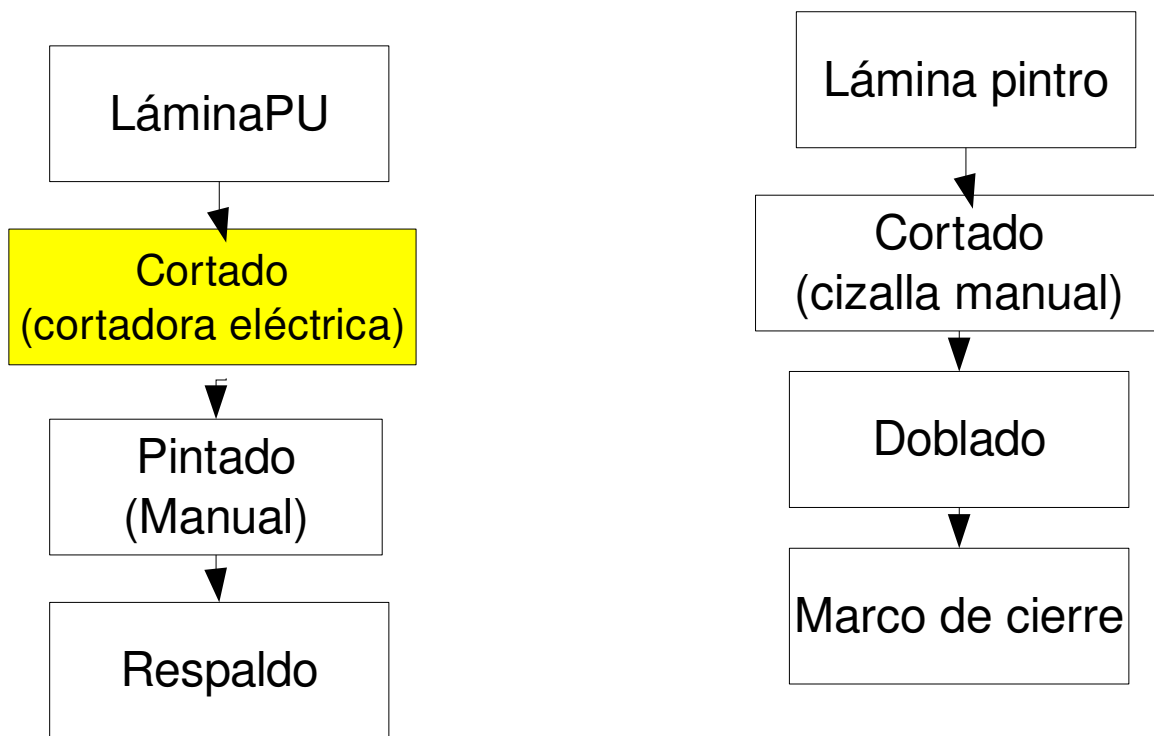 LáminaPU
Cortado
(cortadora eléctrica)
Pintado
(Manual)
Respaldo
Lámina pintro
Cortado
(cizalla manual)
Doblado
Marco de cierre